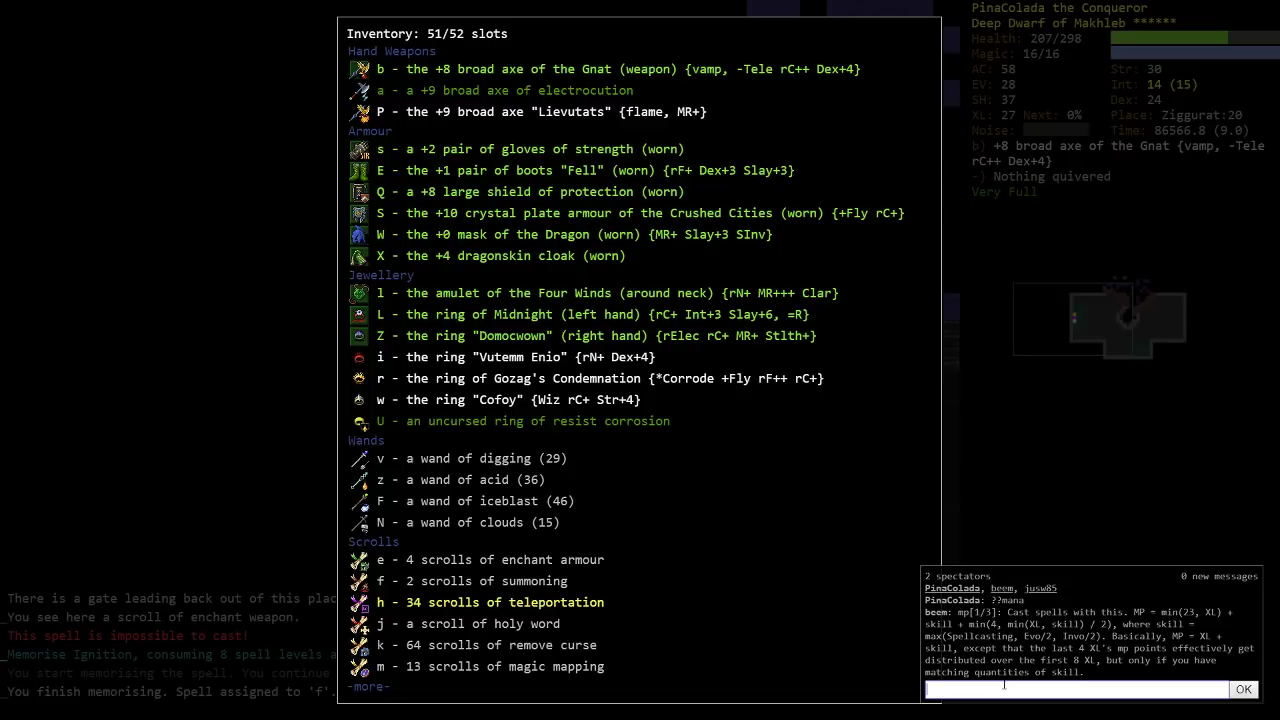 Inventory: 51/52 slots
Hand Weapons
b - the +8 broad axe of the Gnat (weapon) {vamp, -Tele rC++ Dex+4}
a - a +9 broad axe of electrocution
P - the +9 broad axe "Lievutats" {flame, MR+}
Armour
s - a +2 pair of gloves of strength (worn)
E - the +1 pair of boots "Fell" (worn) {rF+ Dex+3 Slay+3}
Q - a +8 large shield of protection (worn)
S - the +10 crystal plate armour of the Crushed Cities (worn) {+Fly rC+}
W - the +0 mask of the Dragon (worn) {MR+ Slay+3 SInv}
X - the +4 dragonskin cloak (worn)
Jewellery
l - the amulet of the Four Winds (around neck) {rN+ MR+++ Clar}
L - the ring of Midnight (left hand) {rC+ Int+3 Slay+6, =R}
Z - the ring "Domocwown" (right hand) {rElec rC+ MR+ Stlth+}
i - the ring "Vutemm Enio" {rN+ Dex+4}
r - the ring of Gozag's Condemnation {*Corrode +Fly rF++ rC+}
w - the ring "Cofoy" {Wiz rC+ Str+4}
U - an uncursed ring of resist corrosion
Wands
v - a wand of digging (29)
z - a wand of acid (36)
F - a wand of iceblast (46)
N - a wand of clouds (15)
Scrolls
e - 4 scrolls of enchant armour
f - 2 scrolls of summoning
h - 34 scrolls of teleportation
j - a scroll of holy word
k - 64 scrolls of remove curse
m - 13 scrolls of magic mapping
-more-
PinaColada the Conqueror
Deep Dwarf of Makhleb ******
Health: 207/298
Magic: 16/16
AC: 58 Str: 30
EV: 28 Int: 14 (15)
SH: 37 Dex: 24
XL: 27 Next: 0% Place: Ziggurat:20
Noise: Time: 86566.8 (9.0)
b) +8 broad axe of the Gnat {vamp, -Tele
rC++ Dex+4}
-) Nothing quivered
Very Full
There is a gate leading back out of this plac
You see here a scroll of enchant weapon.
This spell is impossible to cast!
Memorise Ignition, consuming 8 spell levels a
You start memorising the spell. You continue
You finish memorising. Spell assigned to 'f'.
2 spectators 0 new messages
PinaColada, beem, jusw85
PinaColada: ??mana
beem: mp[1/3]: Cast spells with this. MP = min(23, XL) +
skill + min(4, min(XL, skill) / 2), where skill =
max(Spellcasting, Evo/2, Invo/2). Basically, MP = XL +
skill, except that the last 4 XL's mp points effectively get
distributed over the first 8 XL, but only if you have
matching quantities of skill.
OK